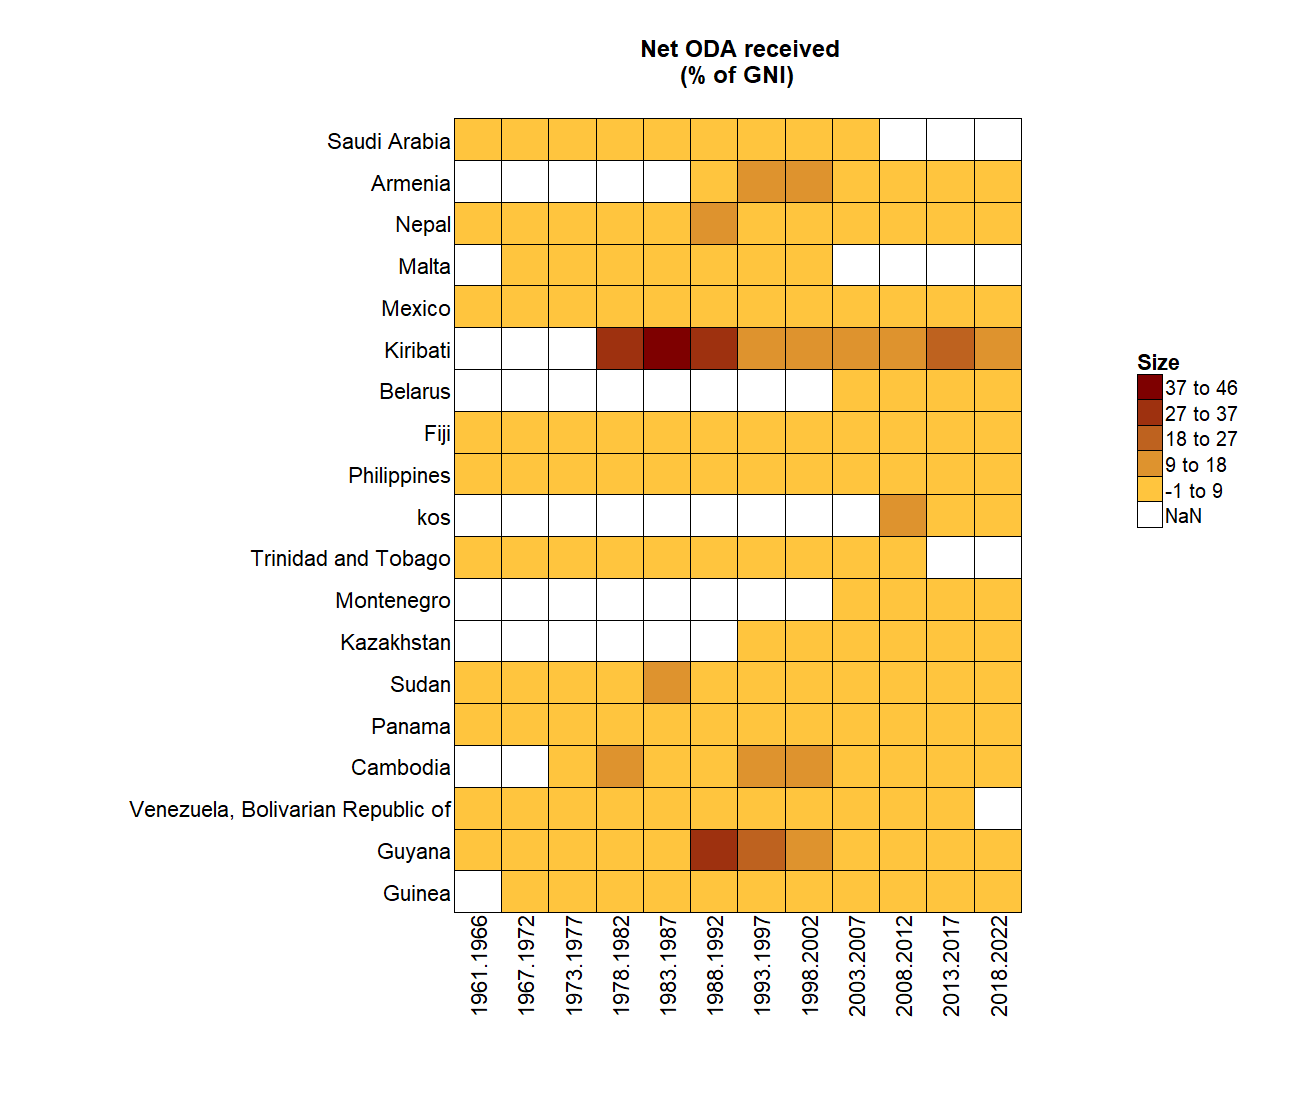 Net ODA received
(% of GNI)
Saudi Arabia
Armenia
Nepal
Malta
Mexico
Kiribati
Belarus
Fiji
Philippines
kos
Trinidad and Tobago
Montenegro
Kazakhstan
Sudan
Panama
Cambodia
Venezuela, Bolivarian Republic of
Guyana
Guinea
1961.1966
1967.1972
1973.1977
1978.1982
1983.1987
1988.1992
1993.1997
1998.2002
2003.2007
2008.2012
2013.2017
2018.2022
Size
37 to 46
27 to 37
18 to 27
9 to 18
-1 to 9
NaN